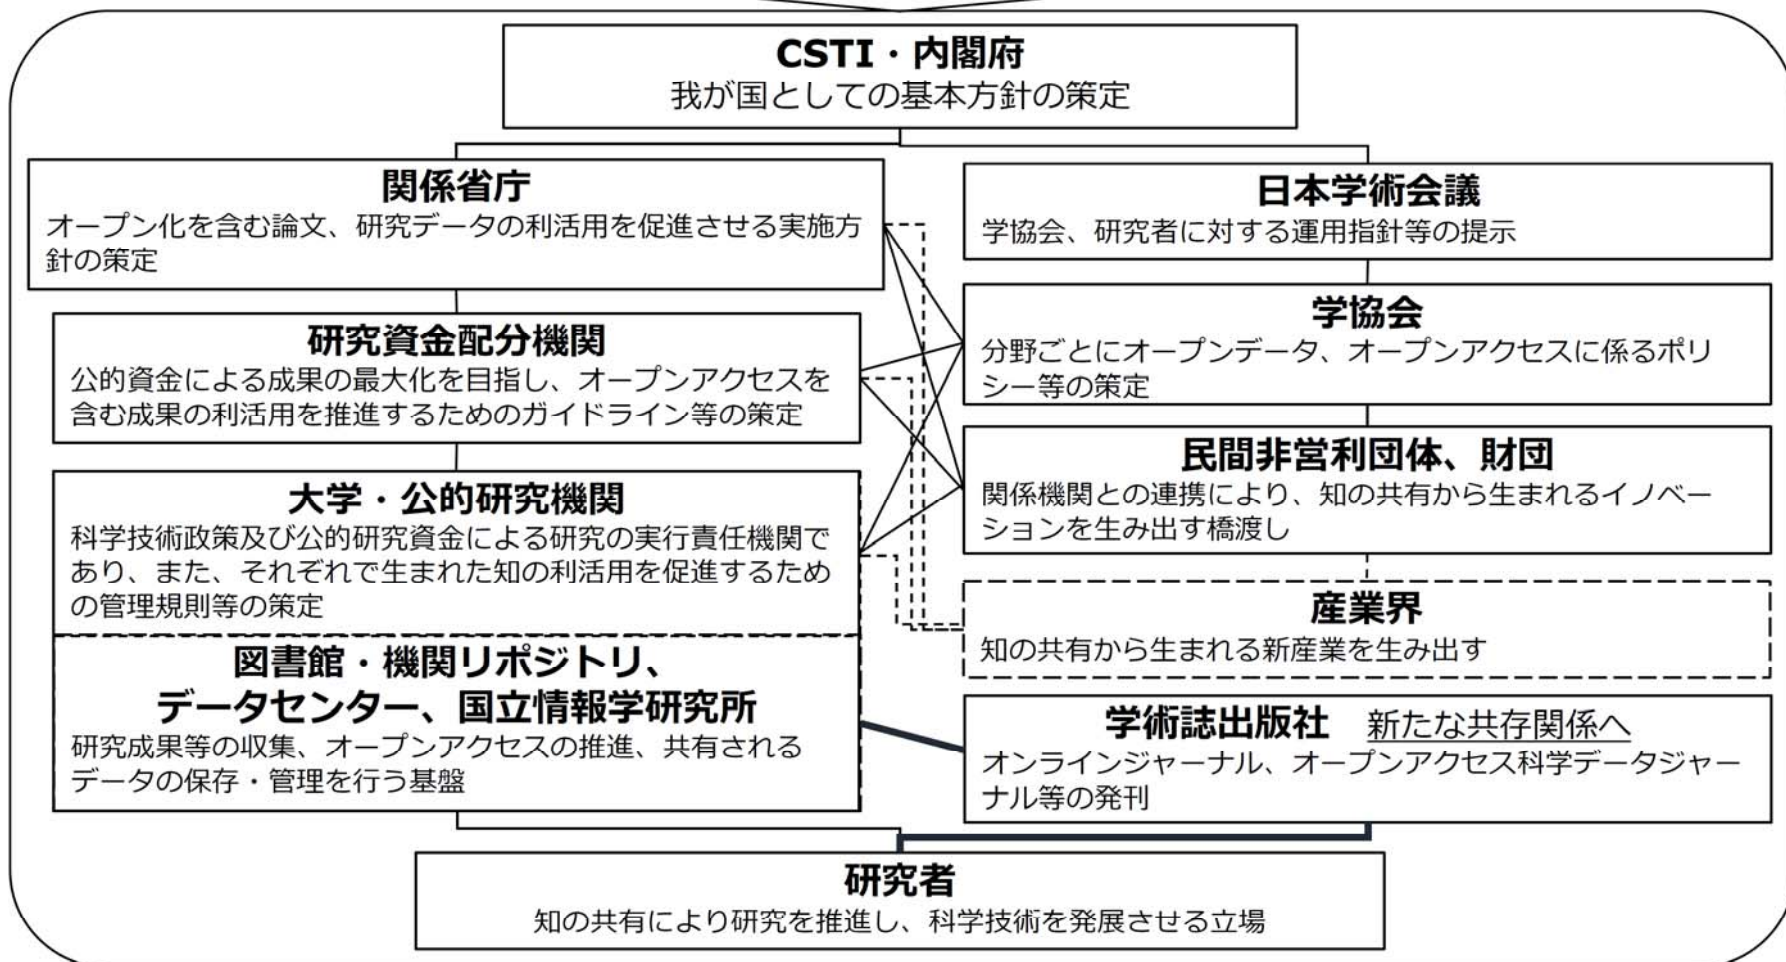 CSTI・内閣府
我が国としての基本方針の策定
関係省庁
オープン化を含む論文、研究データの利活用を促進させる実施方
針の策定
日本学術会議
学協会、研究者に対する運用指針等の提示
研究資金配分機関
公的資金による成果の最大化を目指し、オープンアクセスを
含む成果の利活用を推進するためのガイドライン等の策定
学協会
分野ごとにオープンデータ、オープンアクセスに係るポリ
シー等の策定
大学・公的研究機関
科学技術政策及び公的研究資金による研究の実行責任機関で
あり、また、それぞれで生まれた知の利活用を促進するため
の管理規則等の策定
民間非営利団体、財団
関係機関との連携により、知の共有から生まれるイノベー
ションを生み出す橋渡し
産業界
知の共有から生まれる新産業を生み出す
図書館・機関リポジトリ、
データセンター、国立情報学研究所
研究成果等の収集、オープンアクセスの推進、共有される
データの保存・管理を行う基盤
学術誌出版社 新たな共存関係へ
オンラインジャーナル、オープンアクセス科学データジャー
ナル等の発刊
研究者
知の共有により研究を推進し、科学技術を発展させる立場